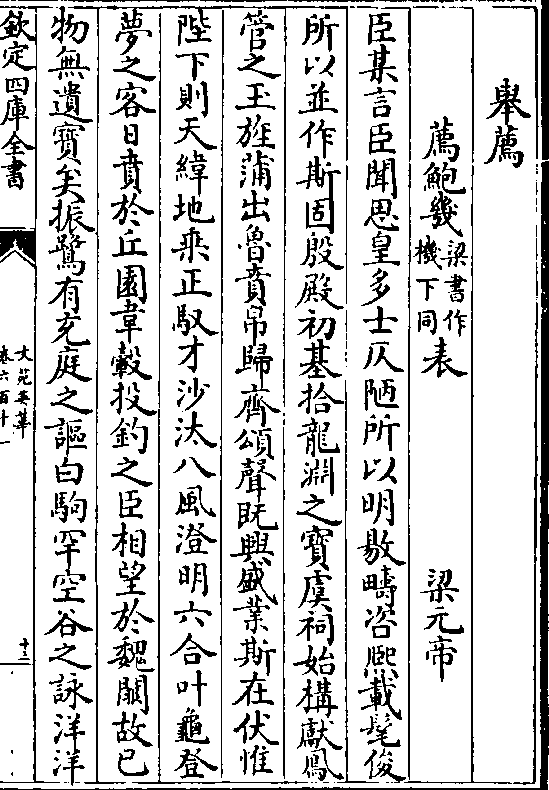 舉薦
薦鮑幾梁書作機下同表 梁元帝
臣某言臣聞思皇多士仄陋所以明敭疇咨熙載髦俊
所以並作斯固殷殿初基拾龍淵之寶虞祠始構獻鳳
管之玉旌蒲出魯賁帛歸齊頌聲旣興盛業斯在伏惟
陛下則天緯地乘正馭才沙汰八風澄明六合叶龜登
夢之客日賁於丘園韋轂投釣之臣相望於魏闕故已
物無遺寶矣振鷺有充庭之謳白駒罕空谷之詠洋洋
欽定四庫全書
文苑英華
卷六百十一
十二